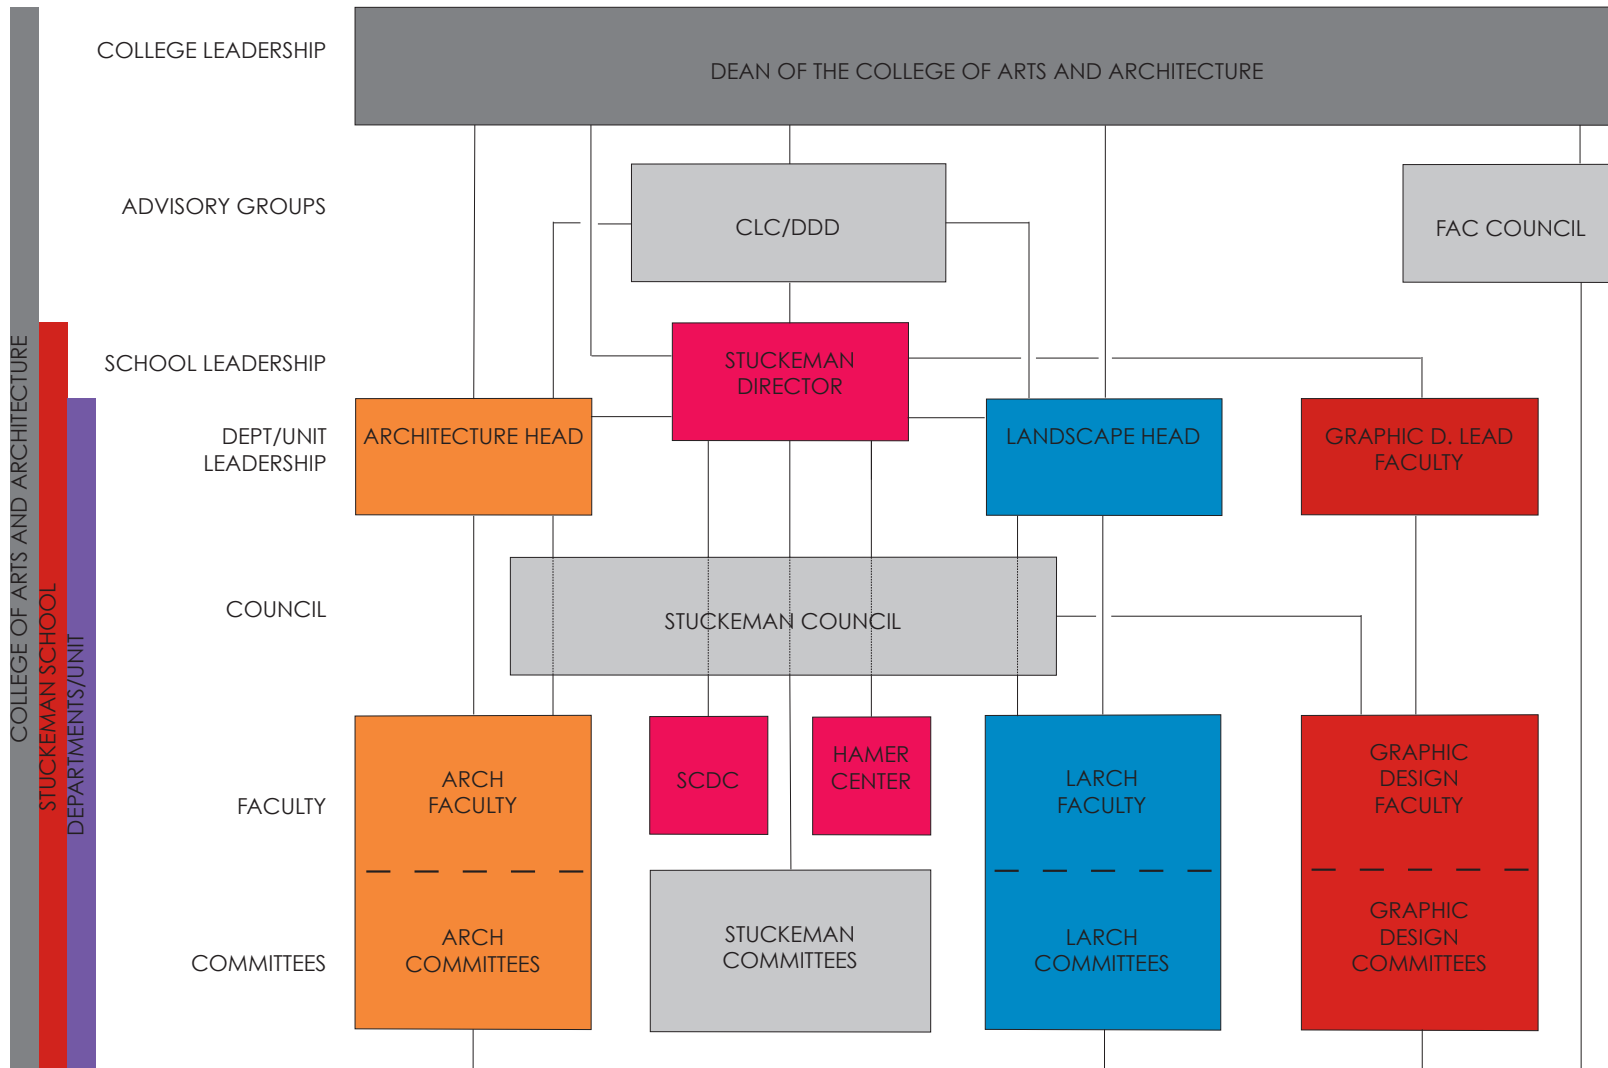 COLLEGE LEADERSHIP
DEAN OF THE COLLEGE OF ARTS AND ARCHITECTURE
ADVISORY GROUPS
CLC/DDD
FAC COUNCIL
SCHOOL LEADERSHIP
STUCKEMAN
DIRECTOR
DEPT/UNIT
LEADERSHIP
ARCHITECTURE HEAD
LANDSCAPE HEAD
GRAPHIC D. LEAD
FACULTY
COUNCIL
STUCKEMAN COUNCIL
FACULTY
ARCH
FACULTY
SCDC
HAMER
CENTER
LARCH
FACULTY
GRAPHIC
DESIGN
FACULTY
COMMITTEES
ARCH
COMMITTEES
STUCKEMAN
COMMITTEES
LARCH
COMMITTEES
GRAPHIC
DESIGN
COMMITTEES
COLLEGE OF ARTS AND ARCHITECTURE
STUCKEMAN SCHOOL
DEPARTMENTS/UNIT